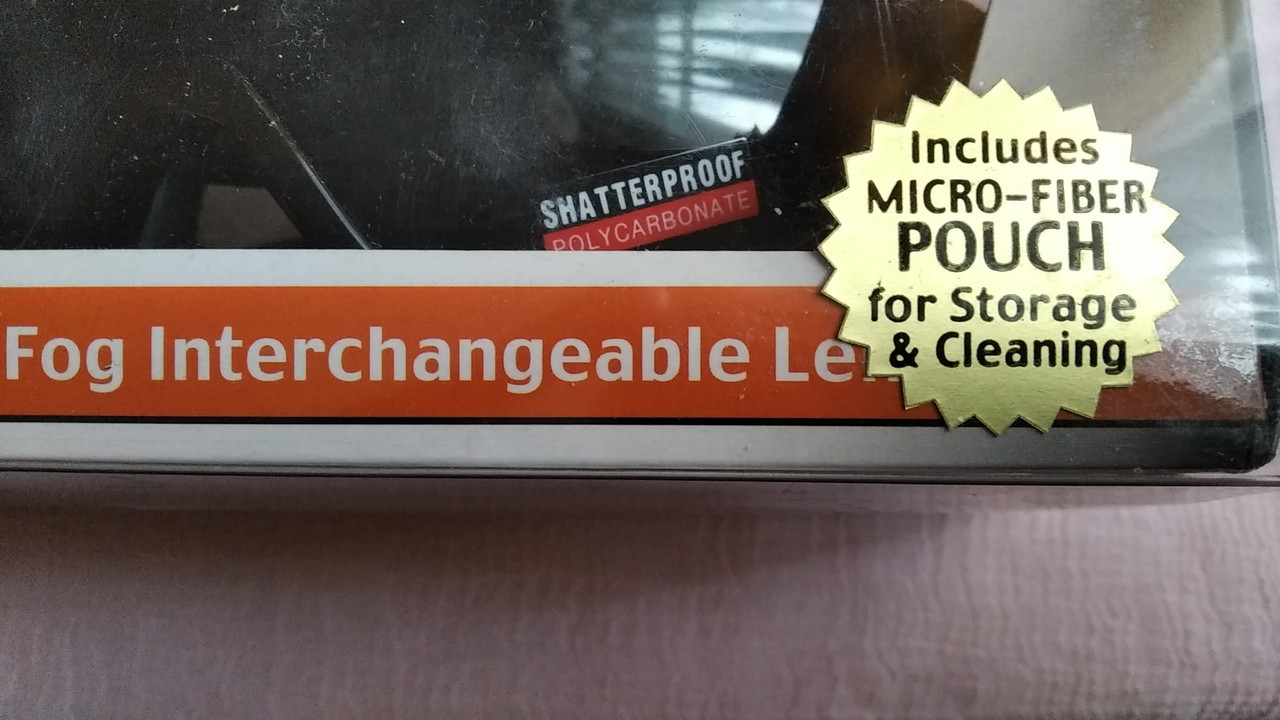 SHATTERPROOF
POLYCARBONATE
Fog Interchangeable
Includes
MICRO-FIBER
POUCH
for Storage
& Cleaning